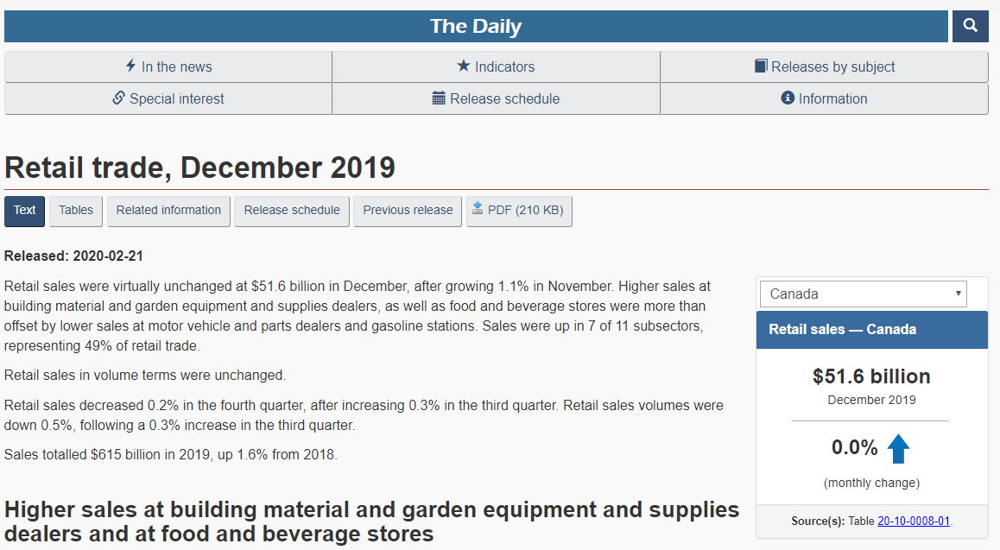 The Daily
In the news
Indicators
Releases by subject
Special interest
Release schedule
Information
Retail trade, December 2019
Text
Tables
Related information
Release schedule
Previous release
PDF (210 KB)
Released: 2020-02-21
Retail sales were virtually unchanged at $51.6 billion in December, after growing 1.1% in November. Higher sales at
building material and garden equipment and supplies dealers, as well as food and beverage stores were more than
offset by lower sales at motor vehicle and parts dealers and gasoline stations. Sales were up in 7 of 11 subsectors,
representing 49% of retail trade.
Retail sales in volume terms were unchanged.
Retail sales decreased 0.2% in the fourth quarter, after increasing 0.3% in the third quarter. Retail sales volumes were
down 0.5%, following a 0.3% increase in the third quarter.
Sales totalled $615 billion in 2019, up 1.6% from 2018.
Canada
Retail sales — Canada
$51.6 billion
December 2019
0.0%
(monthly change)
Source(s): Table 20-10-0008-01.
Higher sales at building material and garden equipment and supplies
dealers and at food and beverage stores